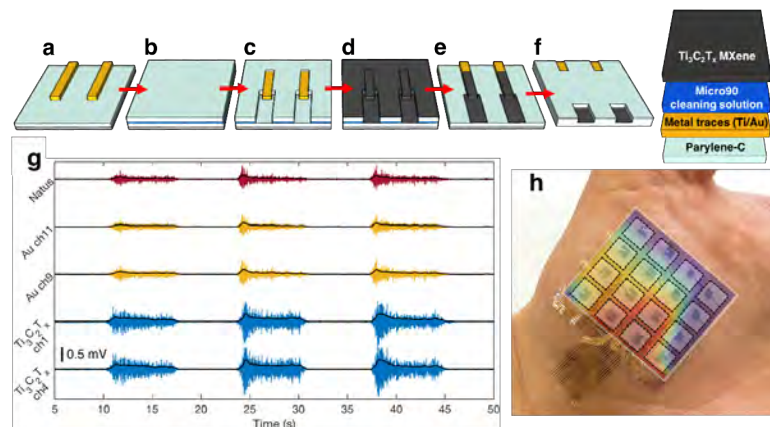 a b c d e f
Ti₃C₂Tₓ MXene
Micro90
cleaning solution
Metal traces (Ti/Au)
Parylene-C
g
Natus
Au ch11
Au ch9
Ti₃C₂Tₓ
ch1
Ti₃C₂Tₓ
ch4
0.5 mV
5 10 15 20 25 30 35 40 45 50
Time (s)
h